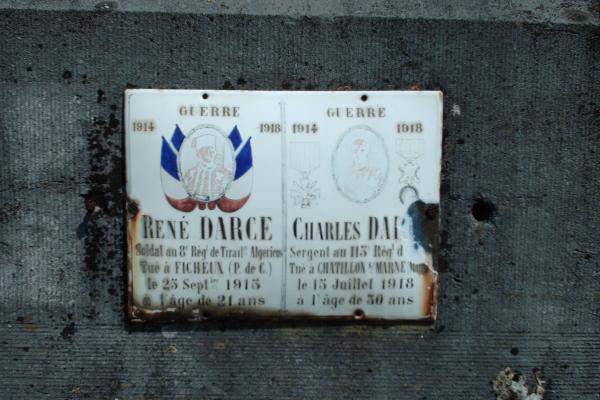 GUERRE
1914 1918
RENÉ DARCE
Soldat au 8e Régt de Tirailrs Algériens
Tué à FICHEUX (P. de C.)
le 25 Septbre 1915
à l'âge de 21 ans
GUERRE
1914 1918
CHARLES
Sergent au 115e Régt d
Tué à CHATILLON s/ MARNE
le 15 Juillet 1918
à l'âge de 30 ans